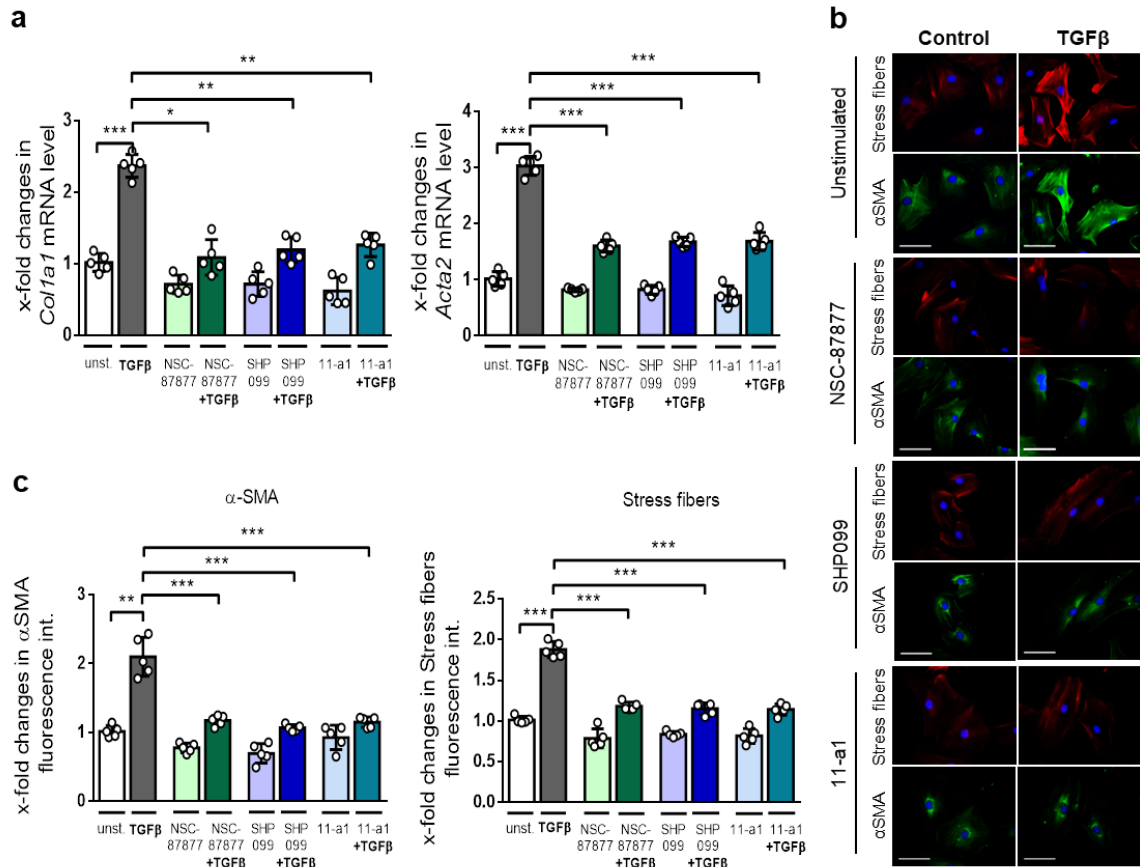 a
x-fold changes in
Col1a1 mRNA level
3
2
1
0
***
*
**
**
unst.
TGFβ
NSC-
87877
NSC-
87877
+TGFβ
SHP
099
SHP
099
+TGFβ
11-a1
11-a1
+TGFβ
x-fold changes in
Acta2 mRNA level
4
3
2
1
0
***
***
***
***
unst.
TGFβ
NSC-
87877
NSC-
87877
+TGFβ
SHP
099
SHP
099
+TGFβ
11-a1
11-a1
+TGFβ
b
Control
TGFβ
Unstimulated
Stress fibers
αSMA
NSC-87877
Stress fibers
αSMA
SHP099
Stress fibers
αSMA
11-a1
Stress fibers
αSMA
c
α-SMA
x-fold changes in αSMA
fluorescence int.
3
2
1
0
**
***
***
***
unst.
TGFβ
NSC-
87877
NSC-
87877
+TGFβ
SHP
099
SHP
099
+TGFβ
11-a1
11-a1
+TGFβ
Stress fibers
x-fold changes in Stress fibers
fluorescence int.
2.5
2.0
1.5
1.0
0.5
0.0
***
***
***
***
unst.
TGFβ
NSC-
87877
NSC-
87877
+TGFβ
SHP
099
SHP
099
+TGFβ
11-a1
11-a1
+TGFβ